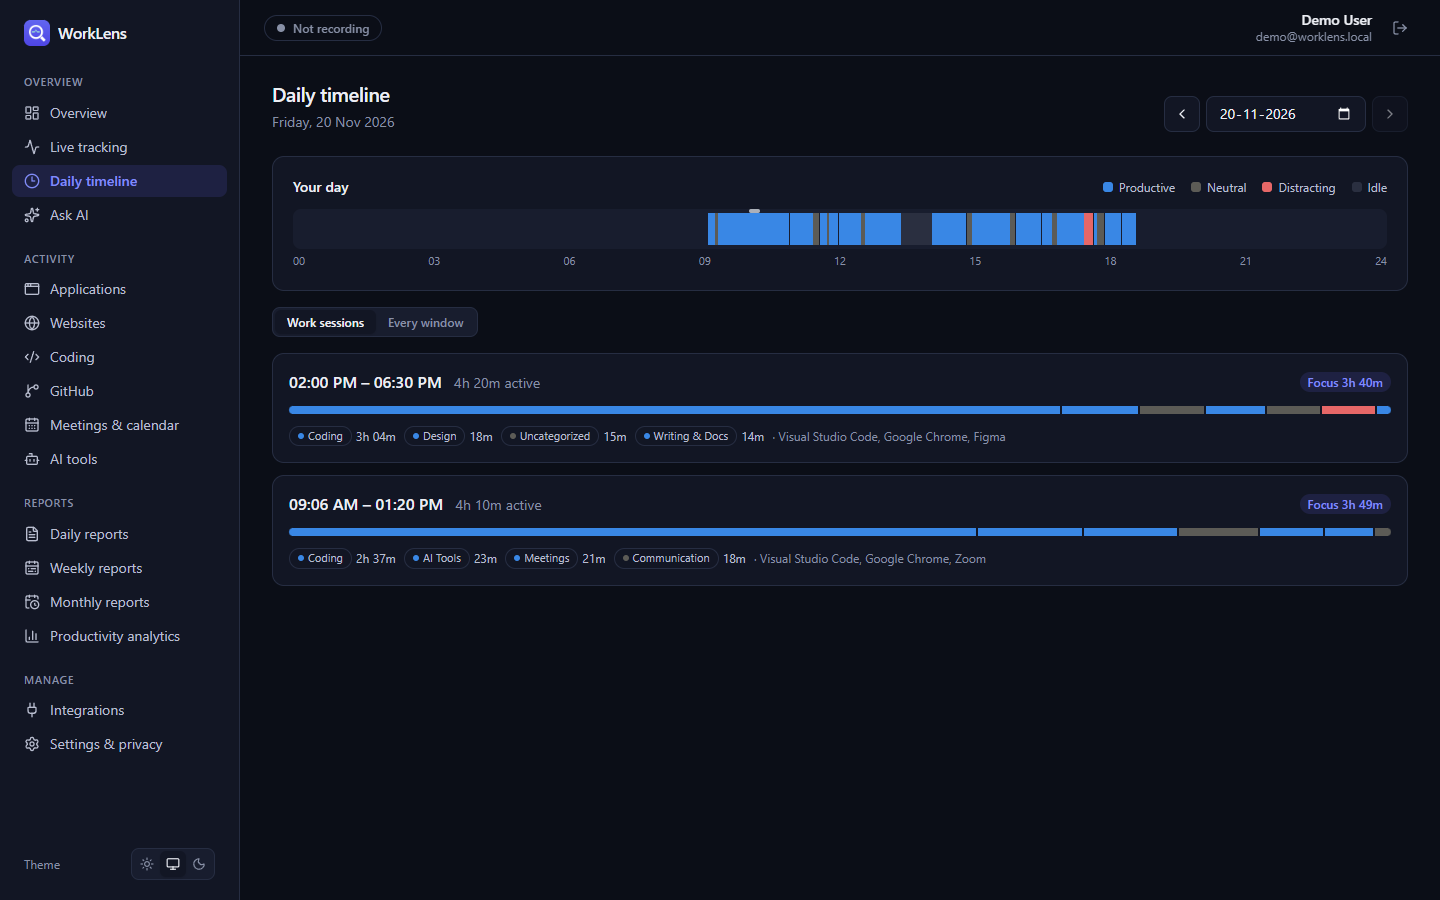 WorkLens
OVERVIEW
Overview
Live tracking
Daily timeline
Ask AI
ACTIVITY
Applications
Websites
Coding
GitHub
Meetings & calendar
AI tools
REPORTS
Daily reports
Weekly reports
Monthly reports
Productivity analytics
MANAGE
Integrations
Settings & privacy
Theme
Not recording
Demo User
demo@worklens.local
Daily timeline
Friday, 20 Nov 2026
20-11-2026
Your day
Productive Neutral Distracting Idle
00 03 06 09 12 15 18 21 24
Work sessions Every window
02:00 PM – 06:30 PM 4h 20m active Focus 3h 40m
Coding 3h 04m Design 18m Uncategorized 15m Writing & Docs 14m · Visual Studio Code, Google Chrome, Figma
09:06 AM – 01:20 PM 4h 10m active Focus 3h 49m
Coding 2h 37m AI Tools 23m Meetings 21m Communication 18m · Visual Studio Code, Google Chrome, Zoom